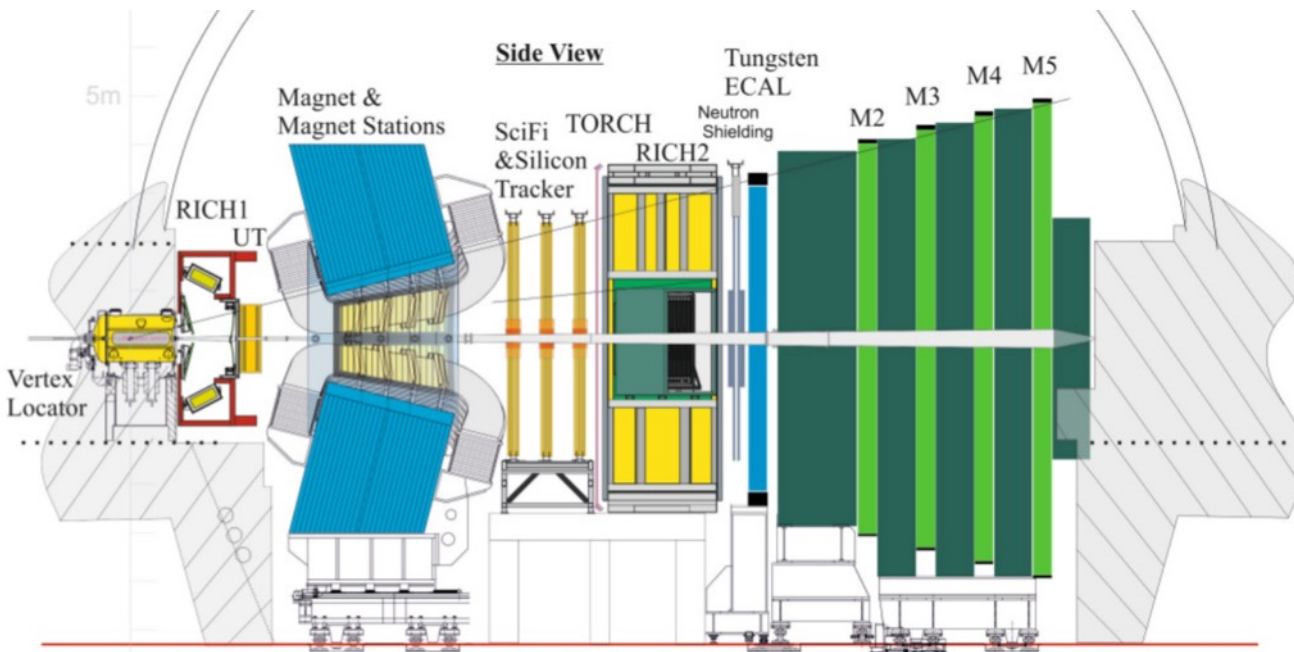 Side View
5m
Magnet &
Magnet Stations
SciFi
&Silicon
Tracker
TORCH
RICH2
Tungsten
ECAL
Neutron
Shielding
M2
M3
M4
M5
RICH1
UT
Vertex
Locator